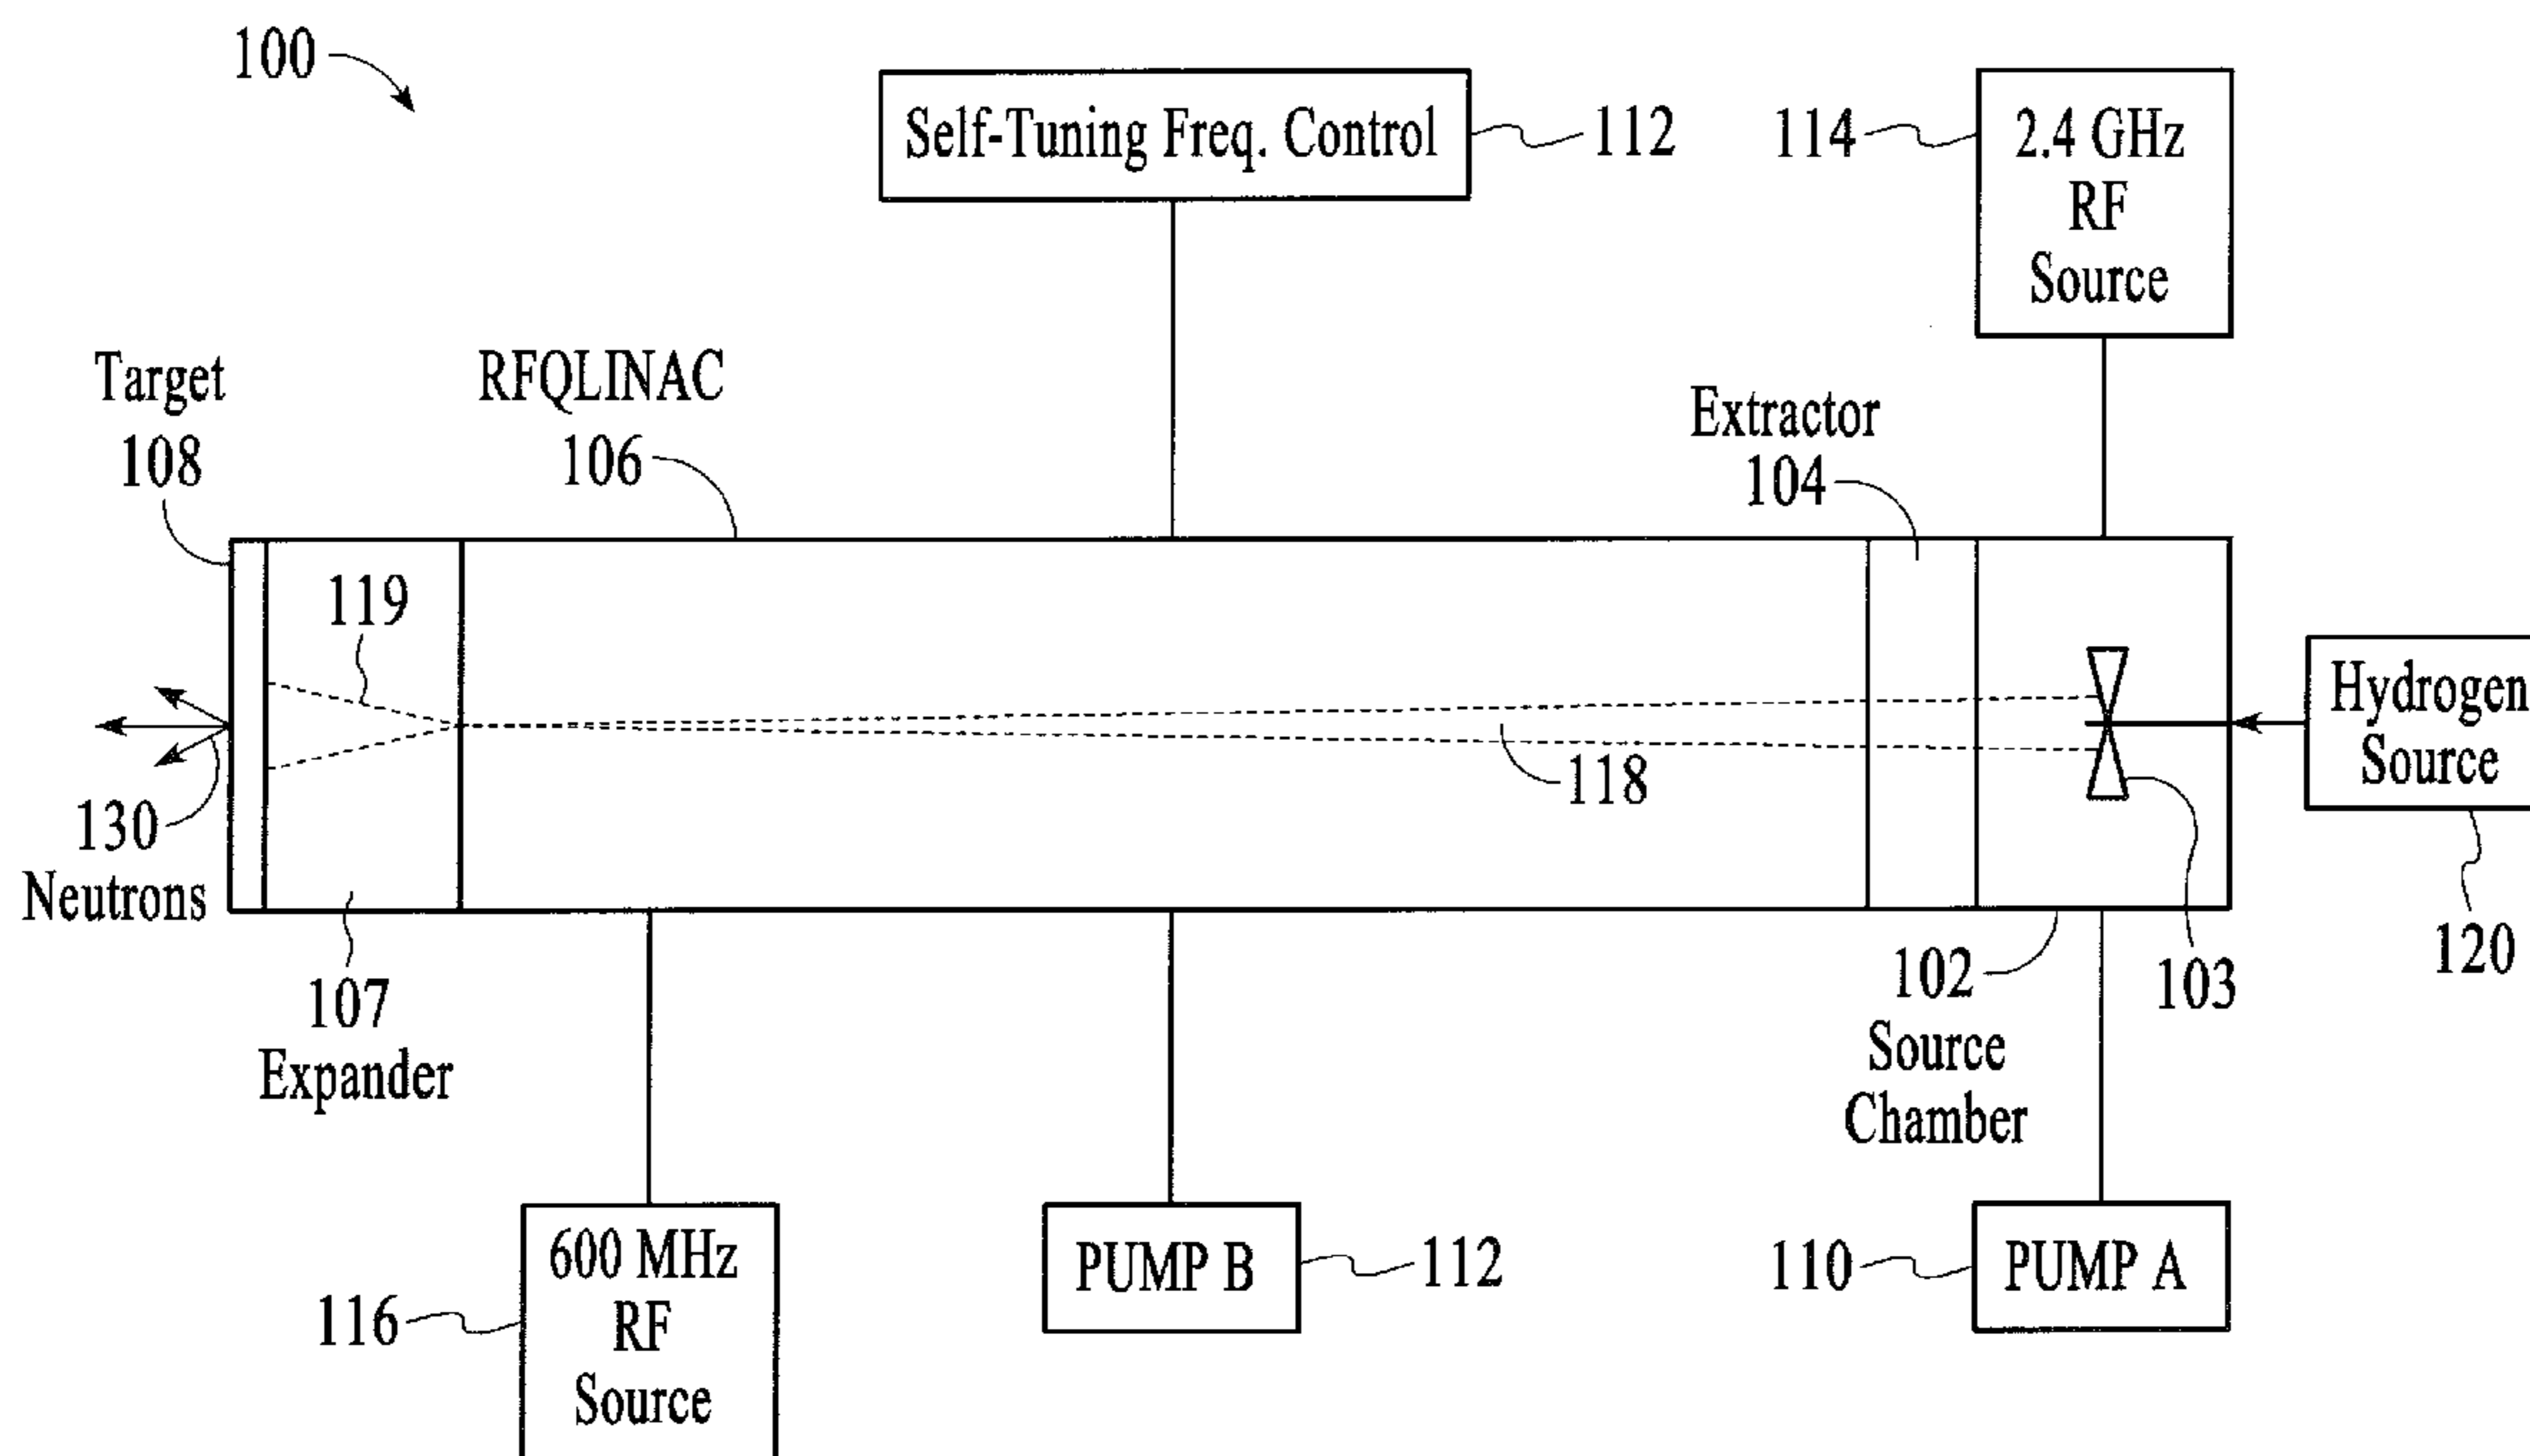 100
Self-Tuning Freq. Control
112
114
2.4 GHz
RF
Source
Target
108
RFQLINAC
106
Extractor
104
119
118
130
Neutrons
107
Expander
102
Source
Chamber
103
Hydrogen
Source
120
116
600 MHz
RF
Source
PUMP B
112
110
PUMP A